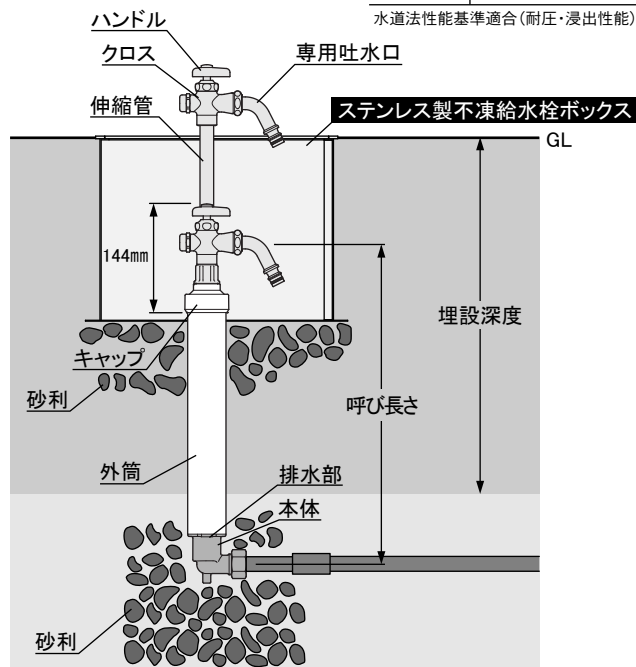 水道法性能基準適合（耐圧・浸出性能）
ハンドル
クロス
専用吐水口
伸縮管
ステンレス製不凍給水栓ボックス
GL
144mm
埋設深度
キャップ
砂利
呼び長さ
外筒
排水部
本体
砂利